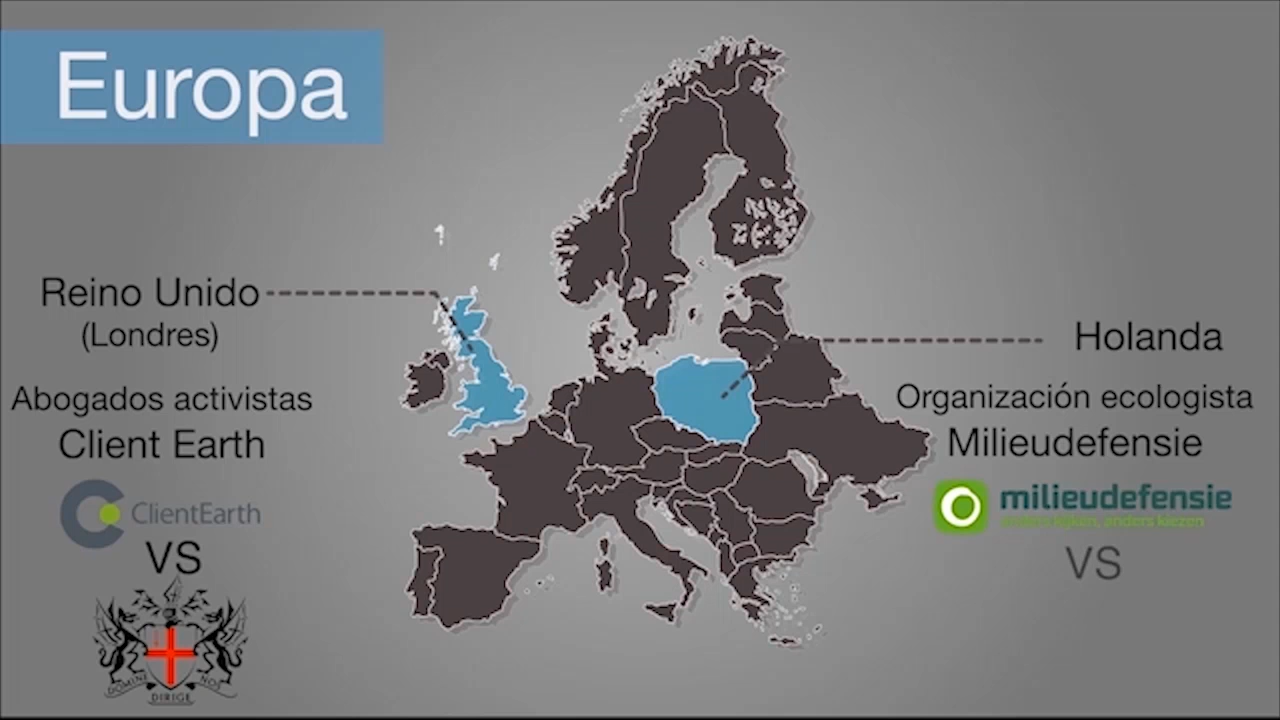 Europa
Reino Unido
(Londres)
Abogados activistas
Client Earth
ClientEarth
VS
DOMINE DIRIGE NOS
Holanda
Organización ecologista
Milieudefensie
milieudefensie
anders kijken, anders kiezen
VS